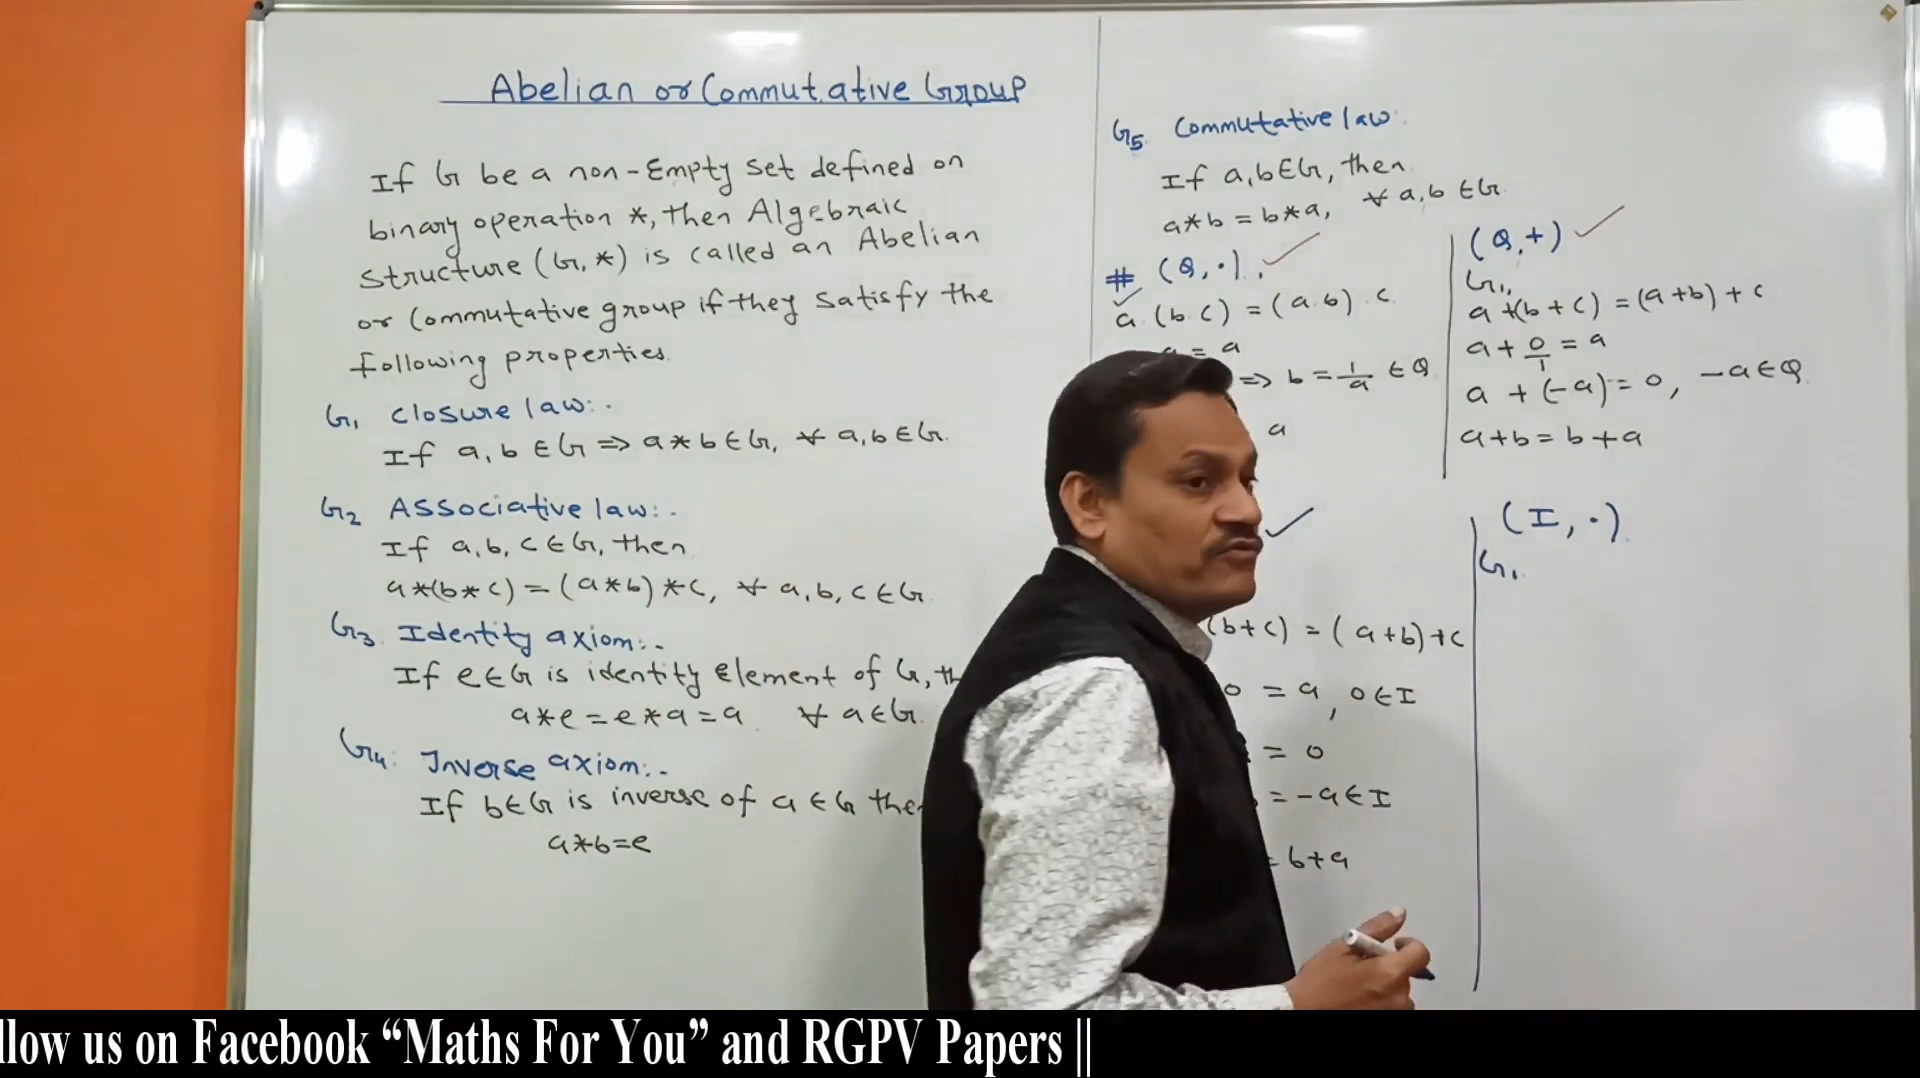 Abelian or Commutative Group
If G be a non-Empty set defined on
binary operation *, then Algebraic
structure (G, *) is called an Abelian
or Commutative group if they satisfy the
following properties.
G1 closure law:-
If a, b ∈ G => a * b ∈ G, ∀ a, b ∈ G.
G2 Associative law:-
If a, b, c ∈ G, then
a*(b*c) = (a*b)*c, ∀ a, b, c ∈ G
G3. Identity axiom:-
If e ∈ G is identity element of G,
a*e = e*a = a ∀ a ∈ G.
G4: Inverse axiom:-
If b ∈ G is inverse of a ∈ G
a*b=e
G5. Commutative law:
If a, b ∈ G, then
a*b = b*a, ∀ a, b ∈ G.
# (Q, ·). ✓
✓
a.(b.c) = (a.b).c
= a
=> b = 1/a ∈ Q
a
(Q, +) ✓
G1.
a+(b+c) = (a+b)+c
a + 0/1 = a
a + (-a) = 0, -a ∈ Q.
a+b = b+a
✓
(b+c) = (a+b)+c
0 = a, 0 ∈ I
= 0
= -a ∈ I
= b+a
(I, ·).
G1.
llow us on Facebook “Maths For You” and RGPV Papers ||